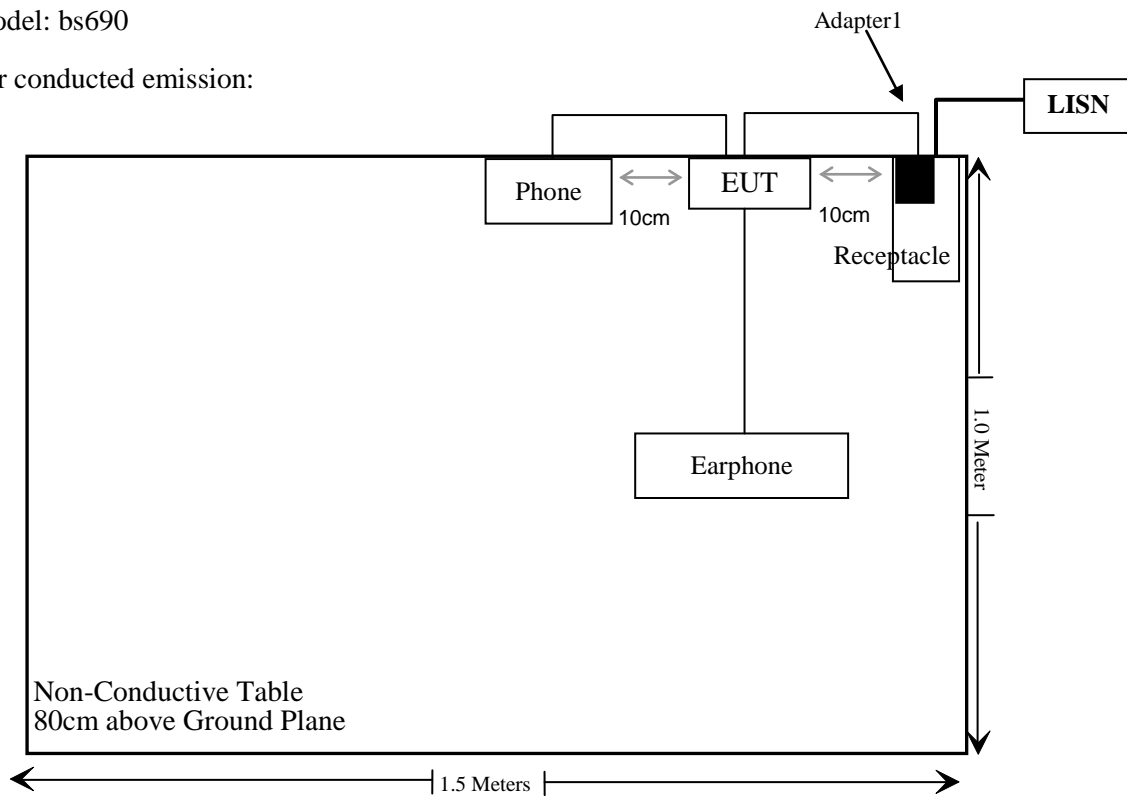 odel: bs690
Adapter1
r conducted emission:
LISN
Phone
EUT
10cm
10cm
Receptacle
Earphone
1.0 Meter
Non-Conductive Table
80cm above Ground Plane
1.5 Meters